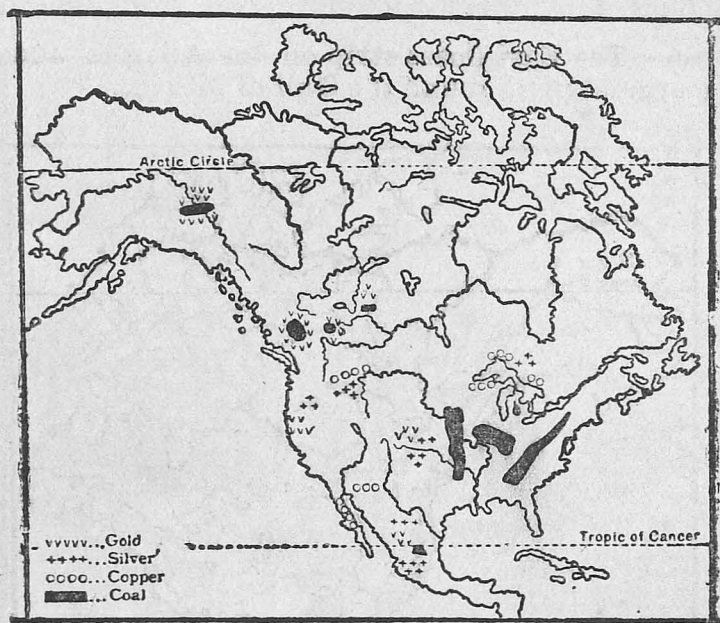 Arctic Circle
vvvvv...Gold
++++...Silver
oooo...Copper
...Coal
Tropic of Cancer